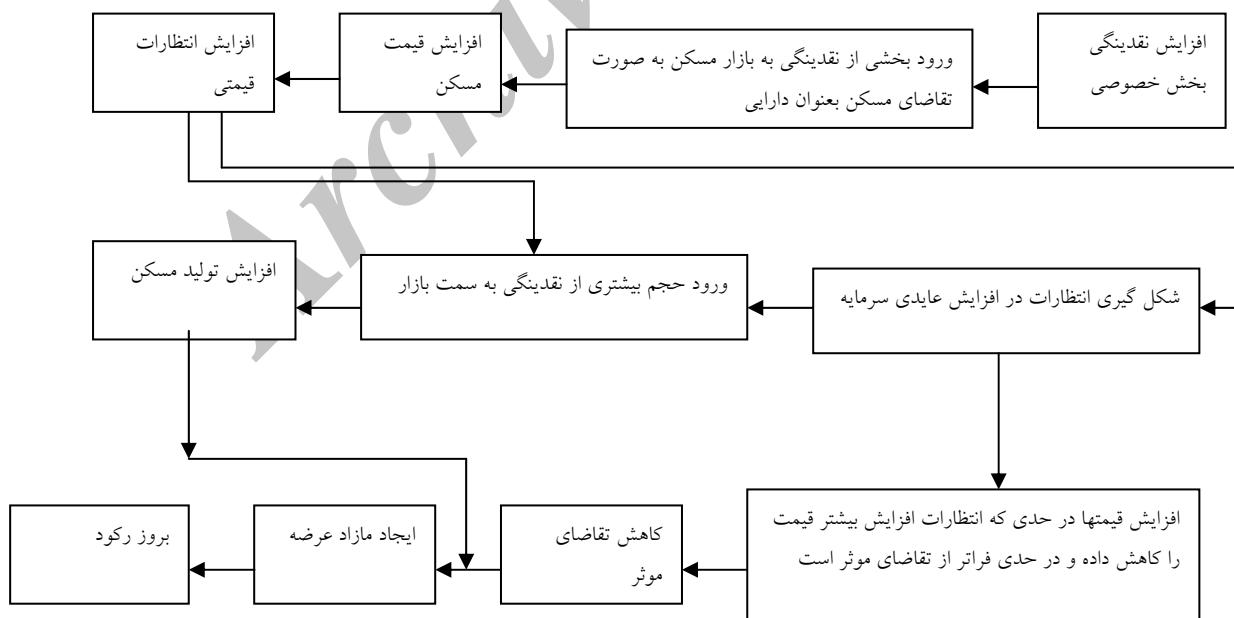 افزایش نقدینگی
بخش خصوصی
ورود بخشی از نقدینگی به بازار مسکن به صورت
تقاضای مسکن بعنوان دارایی
افزایش قیمت
مسکن
افزایش انتظارات
قیمتی
شکل گیری انتظارات در افزایش عایدی سرمایه
ورود حجم بیشتری از نقدینگی به سمت بازار
افزایش تولید مسکن
افزایش قیمتها در حدی که انتظارات افزایش بیشتر قیمت
را کاهش داده و در حدی فراتر از تقاضای موثر است
کاهش تقاضای
موثر
ایجاد مازاد عرضه
بروز رکود